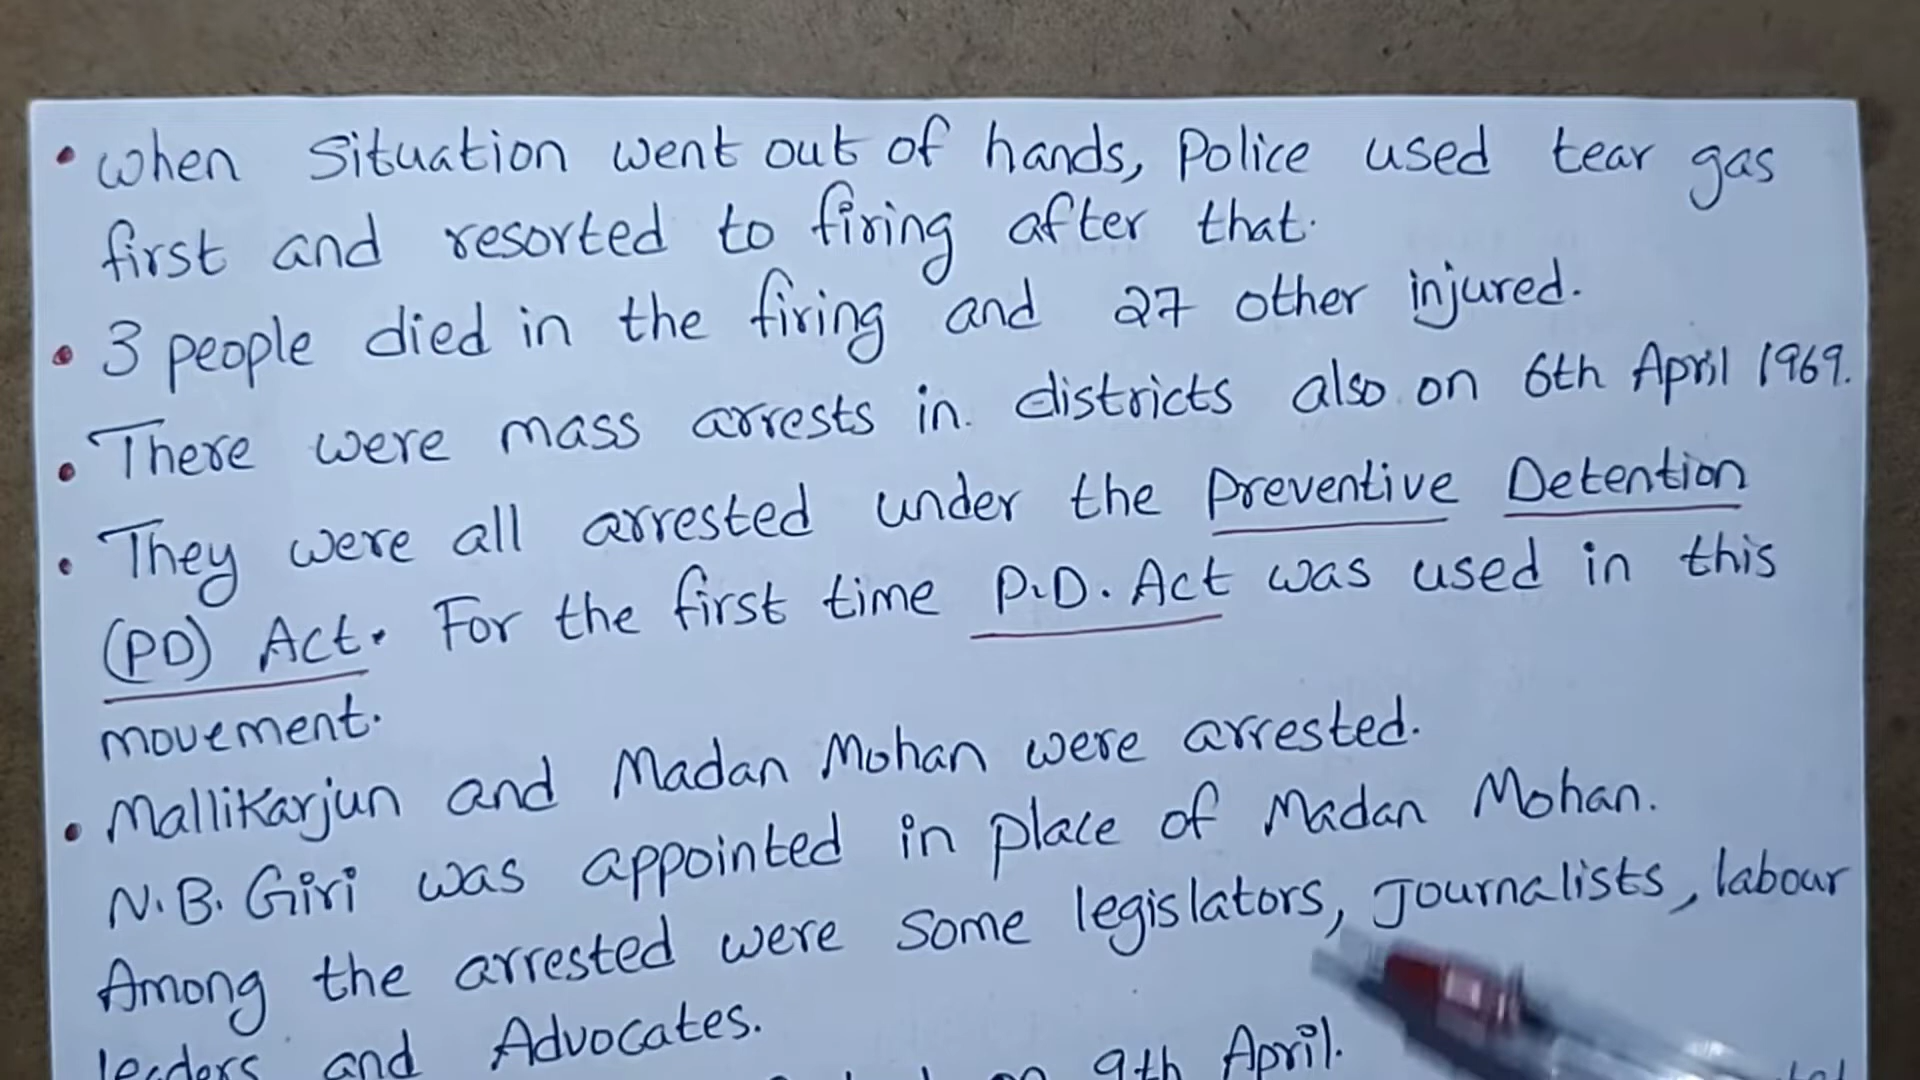 • When Situation went out of hands, Police used tear gas
first and resorted to firing after that.
• 3 people died in the firing and 27 other injured.
• There were mass arrests in districts also on 6th April 1969.
• They were all arrested under the Preventive Detention
(PD) Act. For the first time P.D. Act was used in this
movement.
• Mallikarjun and Madan Mohan were arrested.
N.B. Giri was appointed in place of Madan Mohan.
Among the arrested were some legislators, Journalists, labour
leaders and Advocates.
on 9th April.